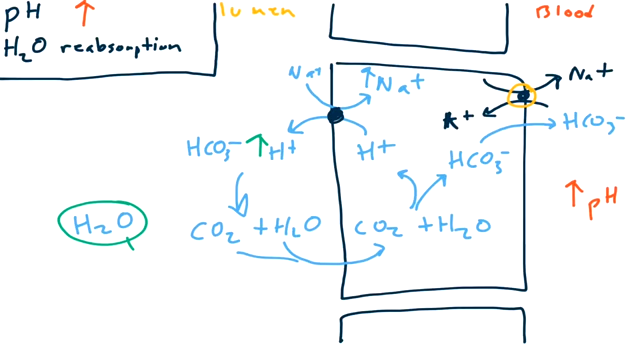 pH ↑
H₂O reabsorption
lumen
Blood
Na+
↑Na+
Na+
K+
HCO₃⁻
HCO₃⁻ ↑H+
H+
HCO₃⁻
↑pH
H₂O
CO₂ + H₂O
CO₂ + H₂O